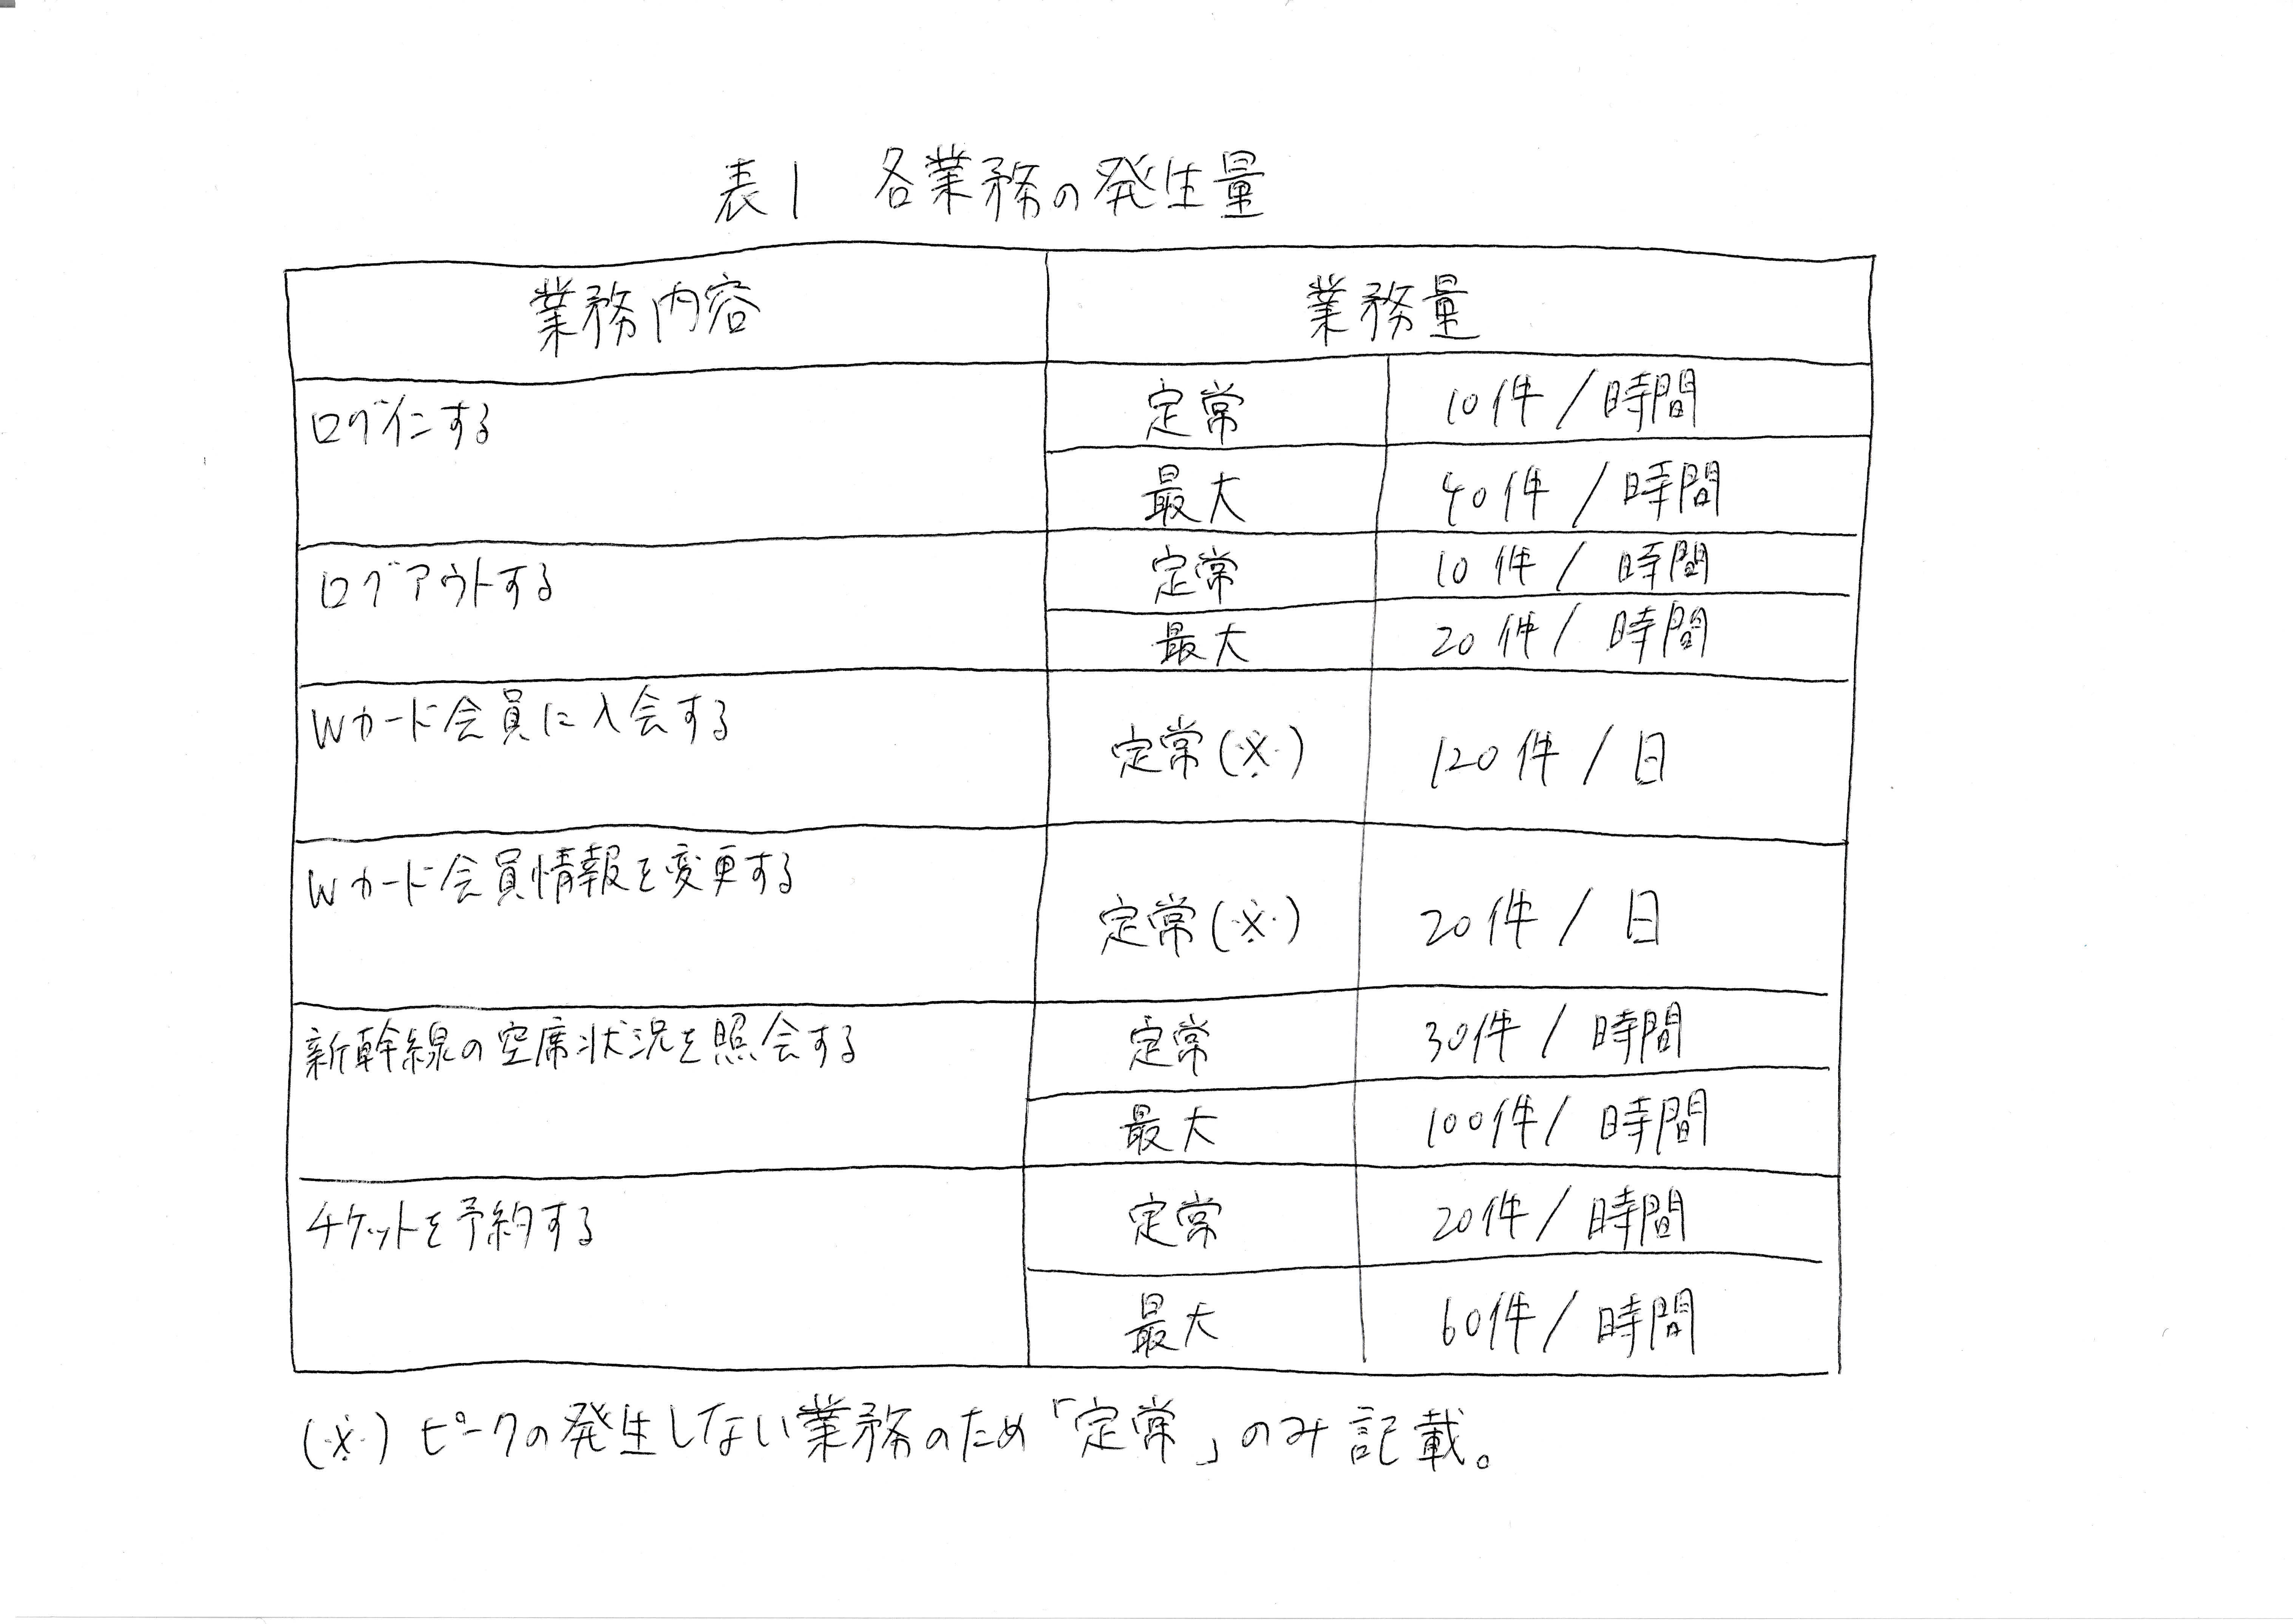 表1 各業務の発生量
業務内容 業務量
ログインする 定常 10件/時間
最大 40件/時間
ログアウトする 定常 10件/時間
最大 20件/時間
Wカード会員に入会する 定常(※) 120件/日
Wカード会員情報を変更する 定常(※) 20件/日
新幹線の空席状況を照会する 定常 30件/時間
最大 100件/時間
チケットを予約する 定常 20件/時間
最大 60件/時間
(※)ピークの発生しない業務のため「定常」のみ記載。